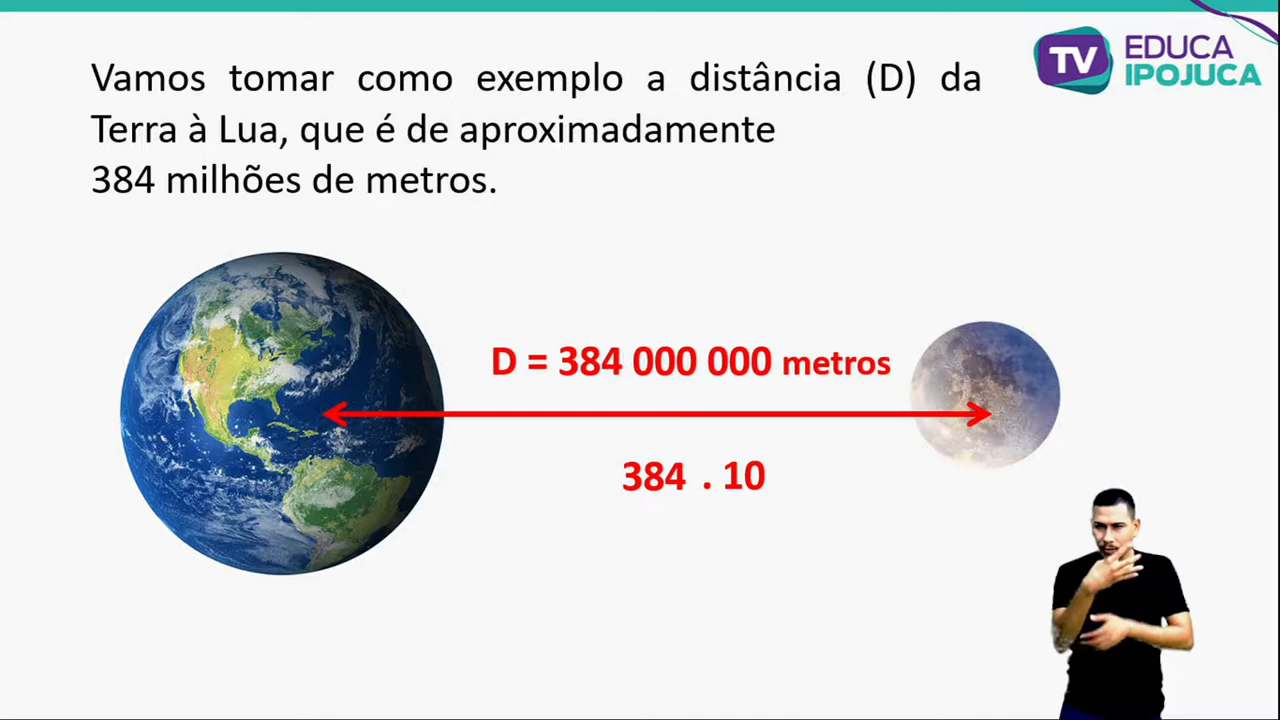 TV EDUCA
IPOJUCA
Vamos tomar como exemplo a distância (D) da
Terra à Lua, que é de aproximadamente
384 milhões de metros.
D = 384 000 000 metros
384 . 10